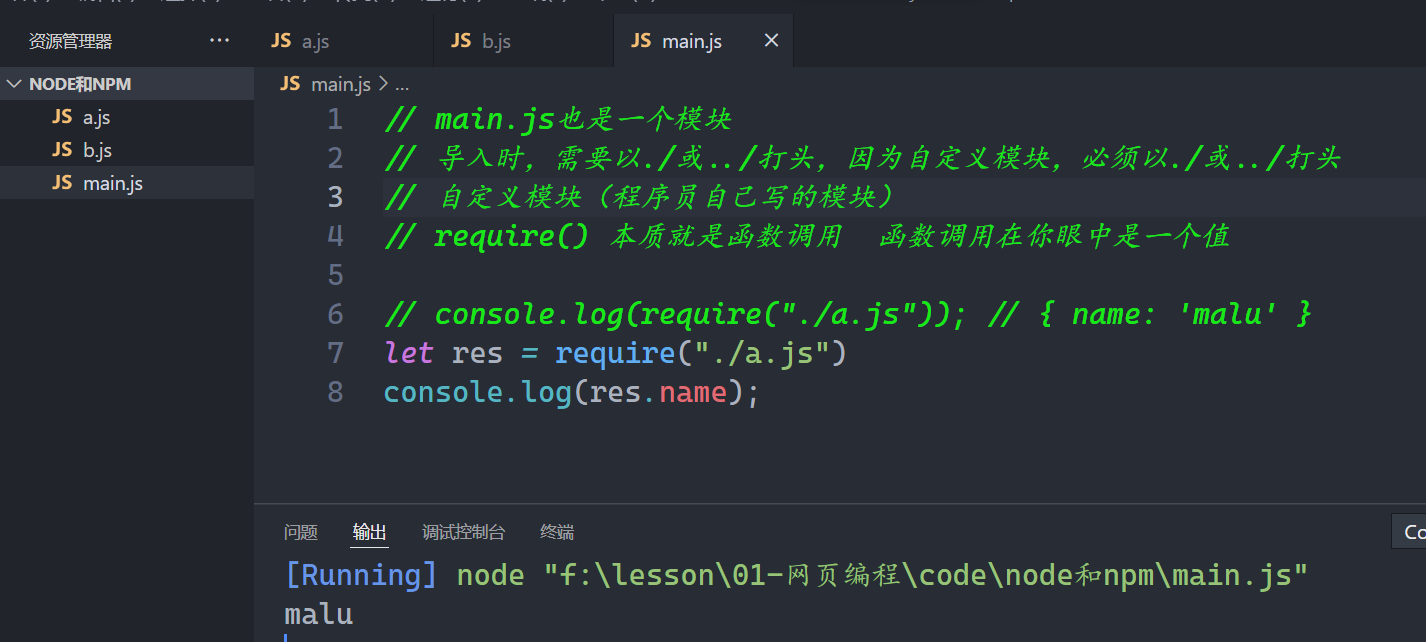 资源管理器 ···
JS a.js
JS b.js
JS main.js ×
NODE和NPM
JS a.js
JS b.js
JS main.js
JS main.js > ...
1 // main.js也是一个模块
2 // 导入时，需要以./或../打头，因为自定义模块，必须以./或../打头
3 // 自定义模块（程序员自己写的模块）
4 // require() 本质就是函数调用  函数调用在你眼中是一个值
5
6 // console.log(require("./a.js")); // { name: 'malu' }
7 let res = require("./a.js")
8 console.log(res.name);
问题 输出 调试控制台 终端
[Running] node "f:\lesson\01-网页编程\code\node和npm\main.js"
malu